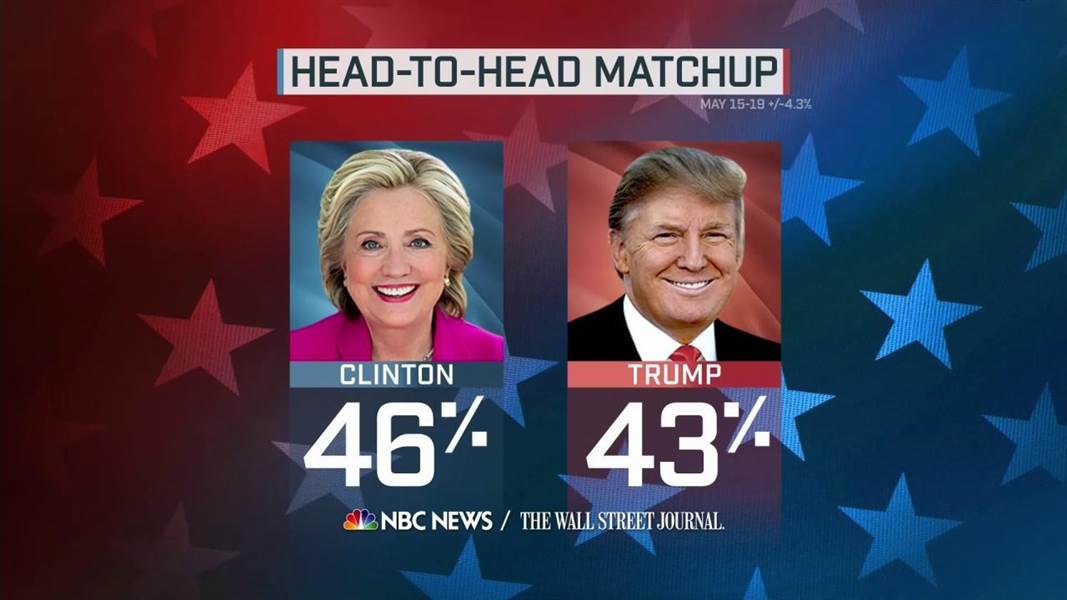 HEAD-TO-HEAD MATCHUP
MAY 15-19 +/-4.3%
CLINTON
46%
TRUMP
43%
NBC NEWS / THE WALL STREET JOURNAL.